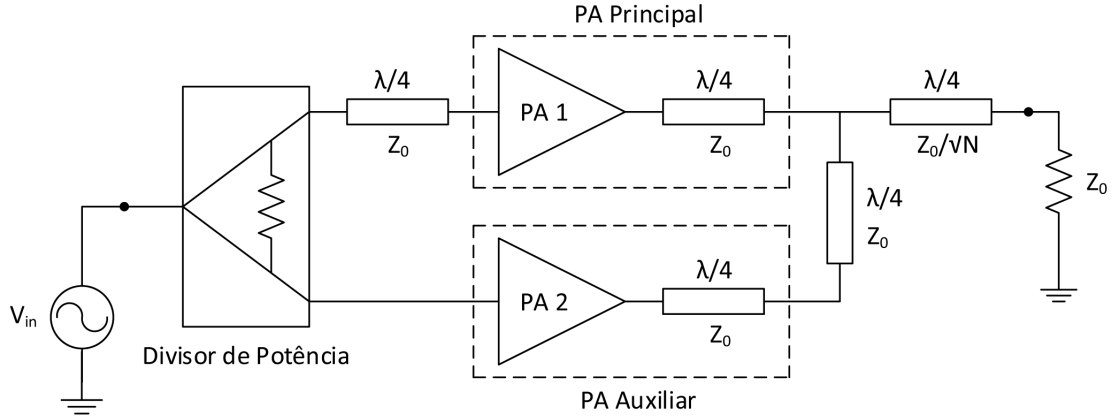 PA Principal
λ/4
PA 1
λ/4
λ/4
Z₀
Z₀
Z₀/√N
λ/4
Z₀
Z₀
λ/4
PA 2
Z₀
Vin
Divisor de Potência
PA Auxiliar